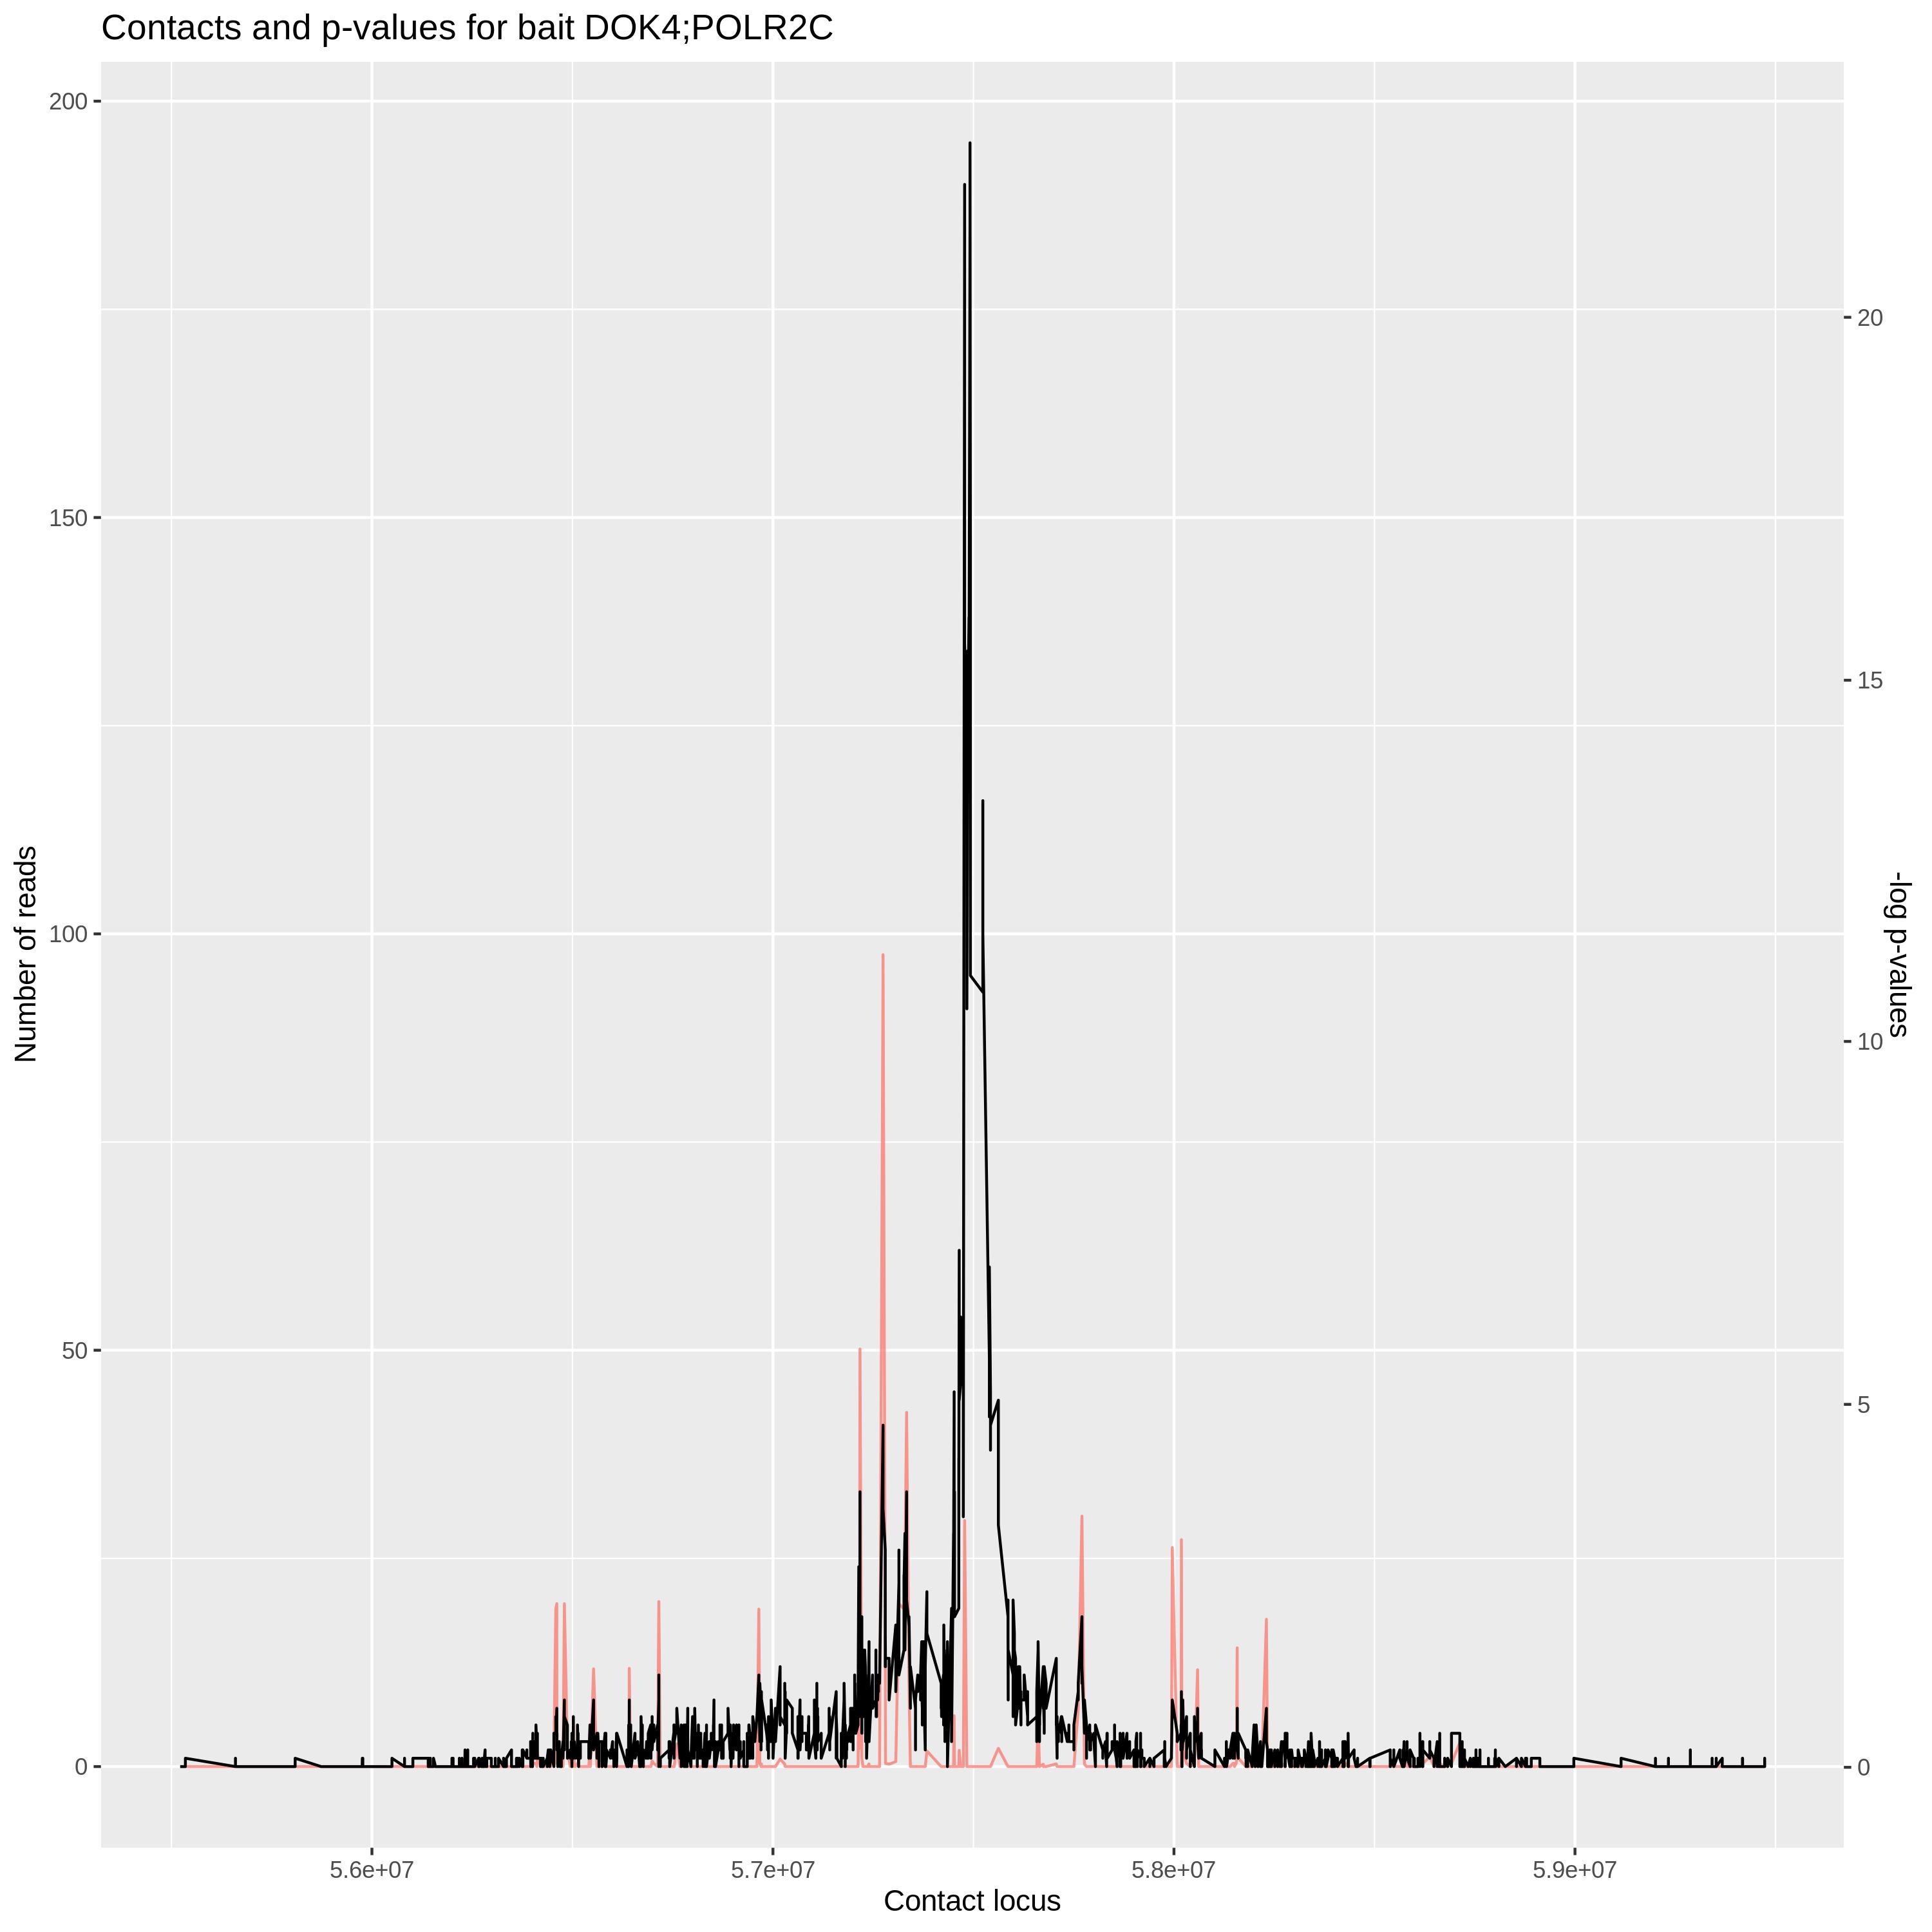 Contacts and p-values for bait DOK4;POLR2C
200
150
100
50
0
Number of reads
20
15
10
5
0
-log p-values
5.6e+07
5.7e+07
5.8e+07
5.9e+07
Contact locus